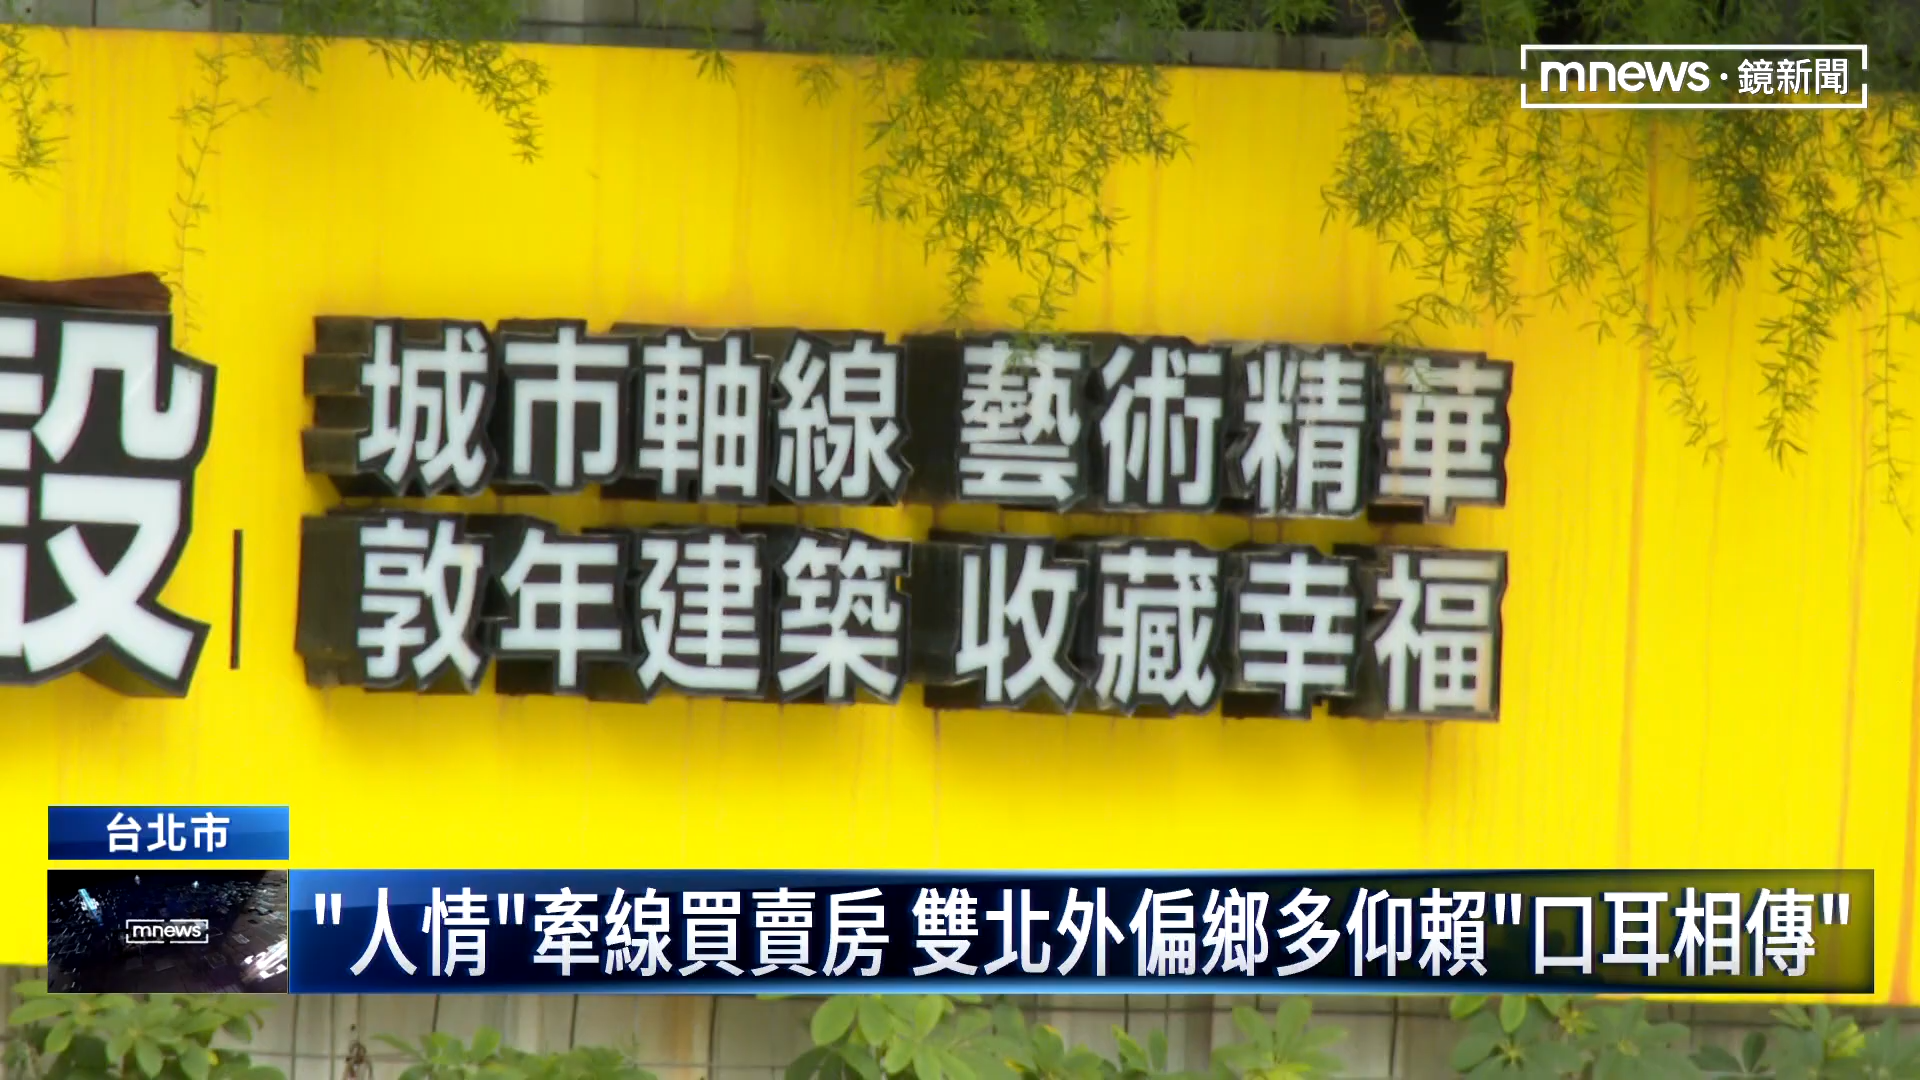 mnews·鏡新聞
設
城市軸線 藝術精華
敦年建築 收藏幸福
台北市
mnews
"人情"牽線買賣房 雙北外偏鄉多仰賴"口耳相傳"